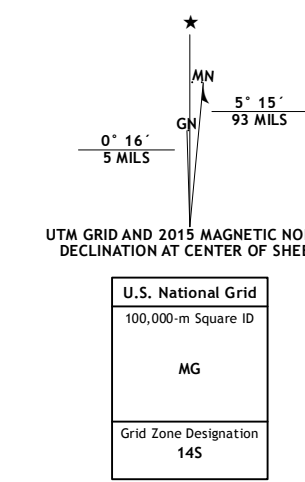 ★
MN
GN
5° 15´
93 MILS
0° 16´
5 MILS
UTM GRID AND 2015 MAGNETIC NO
DECLINATION AT CENTER OF SHEE
U.S. National Grid
100,000-m Square ID
MG
Grid Zone Designation
14S